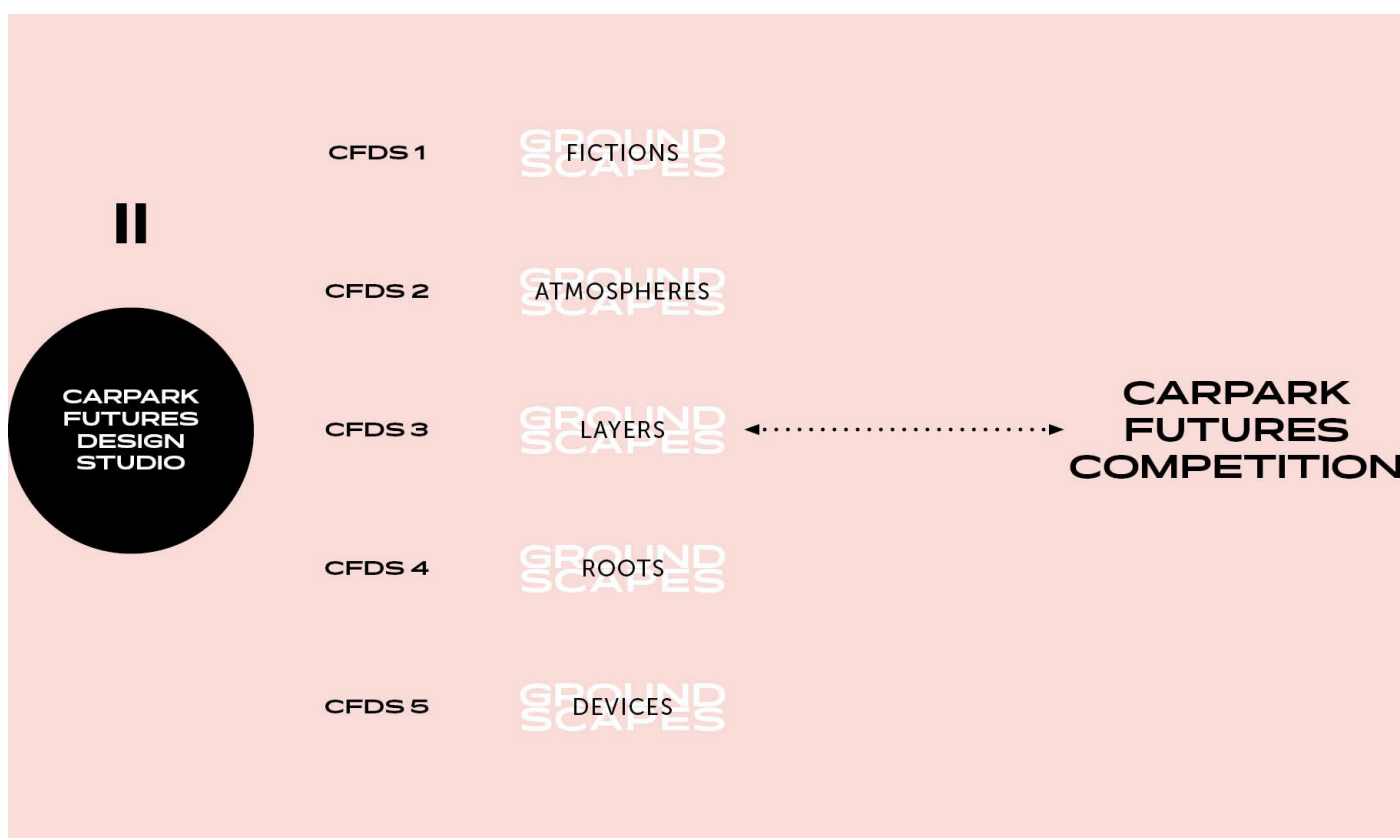 II
CARPARK
FUTURES
DESIGN
STUDIO
CFDS 1
GROUND
SCAPES
FICTIONS
CFDS 2
GROUND
SCAPES
ATMOSPHERES
CFDS 3
GROUND
SCAPES
LAYERS
CFDS 4
GROUND
SCAPES
ROOTS
CFDS 5
GROUND
SCAPES
DEVICES
CARPARK
FUTURES
COMPETITION